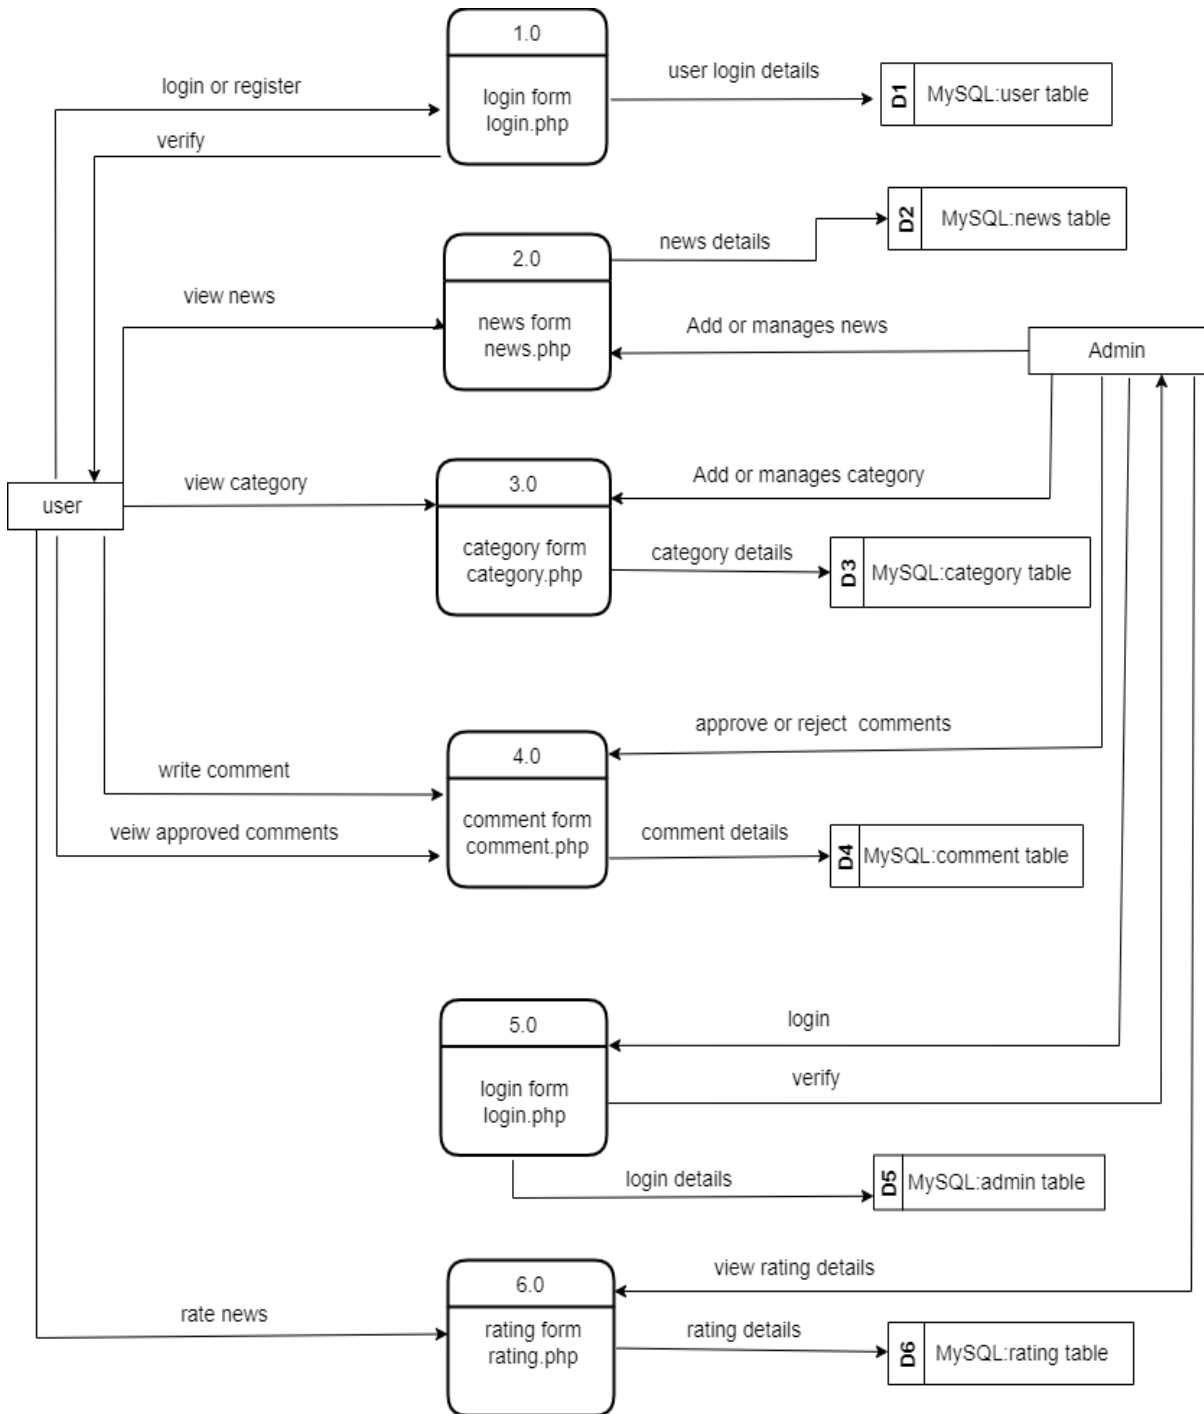 1.0
login form
login.php
login or register
verify
user login details
D1
MySQL:user table
D2
MySQL:news table
news details
2.0
news form
news.php
view news
Add or manages news
Admin
user
view category
3.0
category form
category.php
Add or manages category
category details
D3
MySQL:category table
approve or reject  comments
4.0
comment form
comment.php
write comment
veiw approved comments
comment details
D4
MySQL:comment table
5.0
login form
login.php
login
verify
login details
D5
MySQL:admin table
view rating details
6.0
rating form
rating.php
rate news
rating details
D6
MySQL:rating table